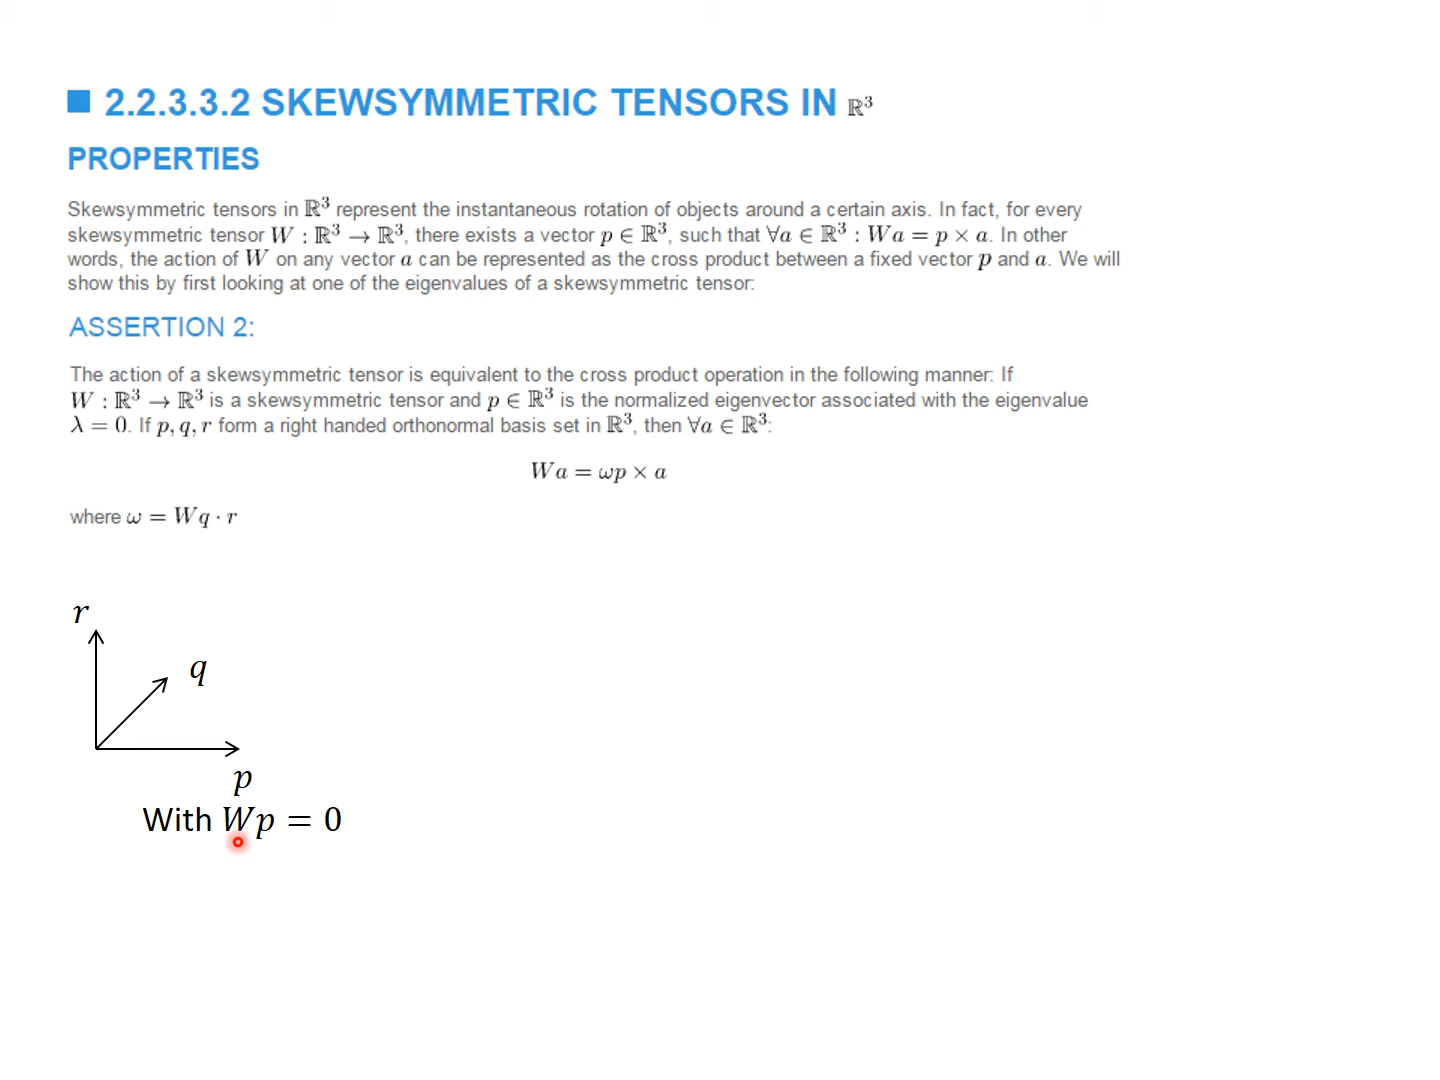 ■ 2.2.3.3.2 SKEWSYMMETRIC TENSORS IN ℝ³
PROPERTIES
Skewsymmetric tensors in ℝ³ represent the instantaneous rotation of objects around a certain axis. In fact, for every
skewsymmetric tensor W : ℝ³ → ℝ³, there exists a vector p ∈ ℝ³, such that ∀a ∈ ℝ³ : Wa = p × a. In other
words, the action of W on any vector a can be represented as the cross product between a fixed vector p and a. We will
show this by first looking at one of the eigenvalues of a skewsymmetric tensor:
ASSERTION 2:
The action of a skewsymmetric tensor is equivalent to the cross product operation in the following manner: If
W : ℝ³ → ℝ³ is a skewsymmetric tensor and p ∈ ℝ³ is the normalized eigenvector associated with the eigenvalue
λ = 0. If p, q, r form a right handed orthonormal basis set in ℝ³, then ∀a ∈ ℝ³:
Wa = ωp × a
where ω = Wq · r
r
q
p
With Wp = 0